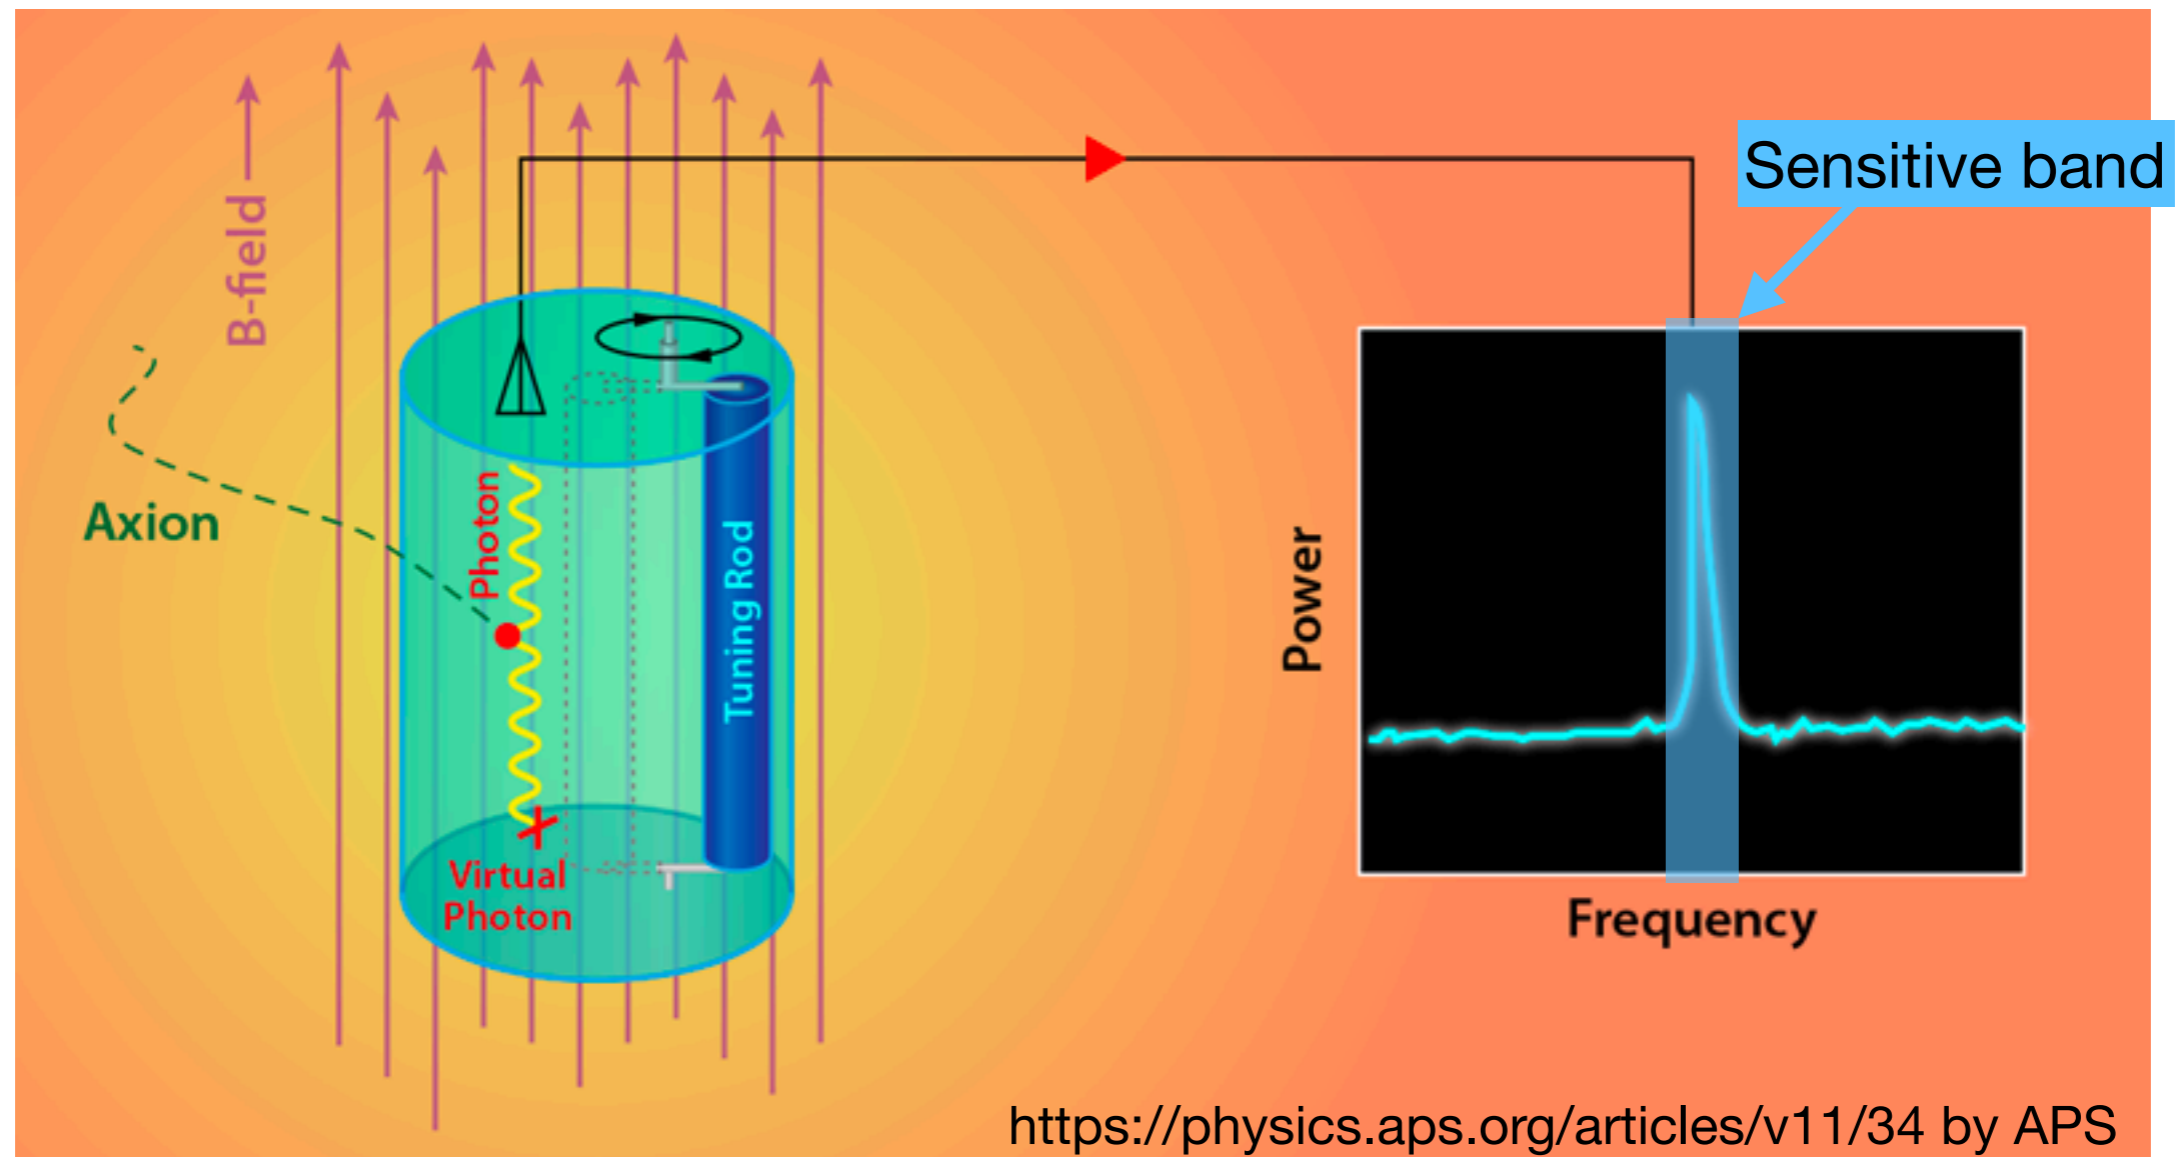 Sensitive band
B-field
Axion
Photon
Tuning Rod
Virtual
Photon
Power
Frequency
https://physics.aps.org/articles/v11/34 by APS